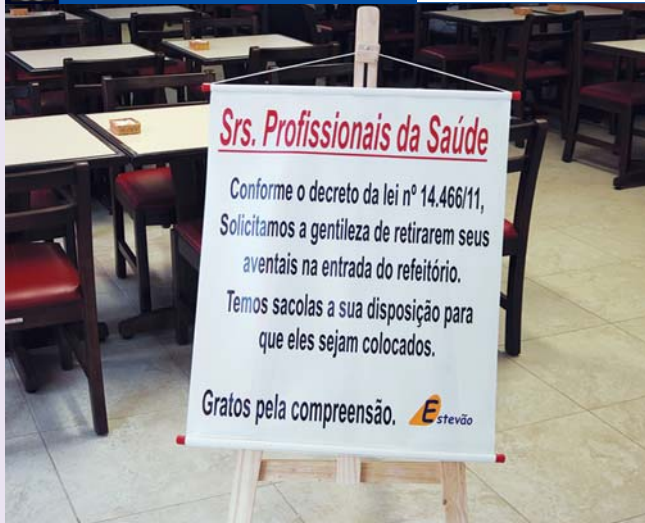 Srs. Profissionais da Saúde
Conforme o decreto da lei nº 14.466/11,
Solicitamos a gentileza de retirarem seus
aventais na entrada do refeitório.
Temos sacolas a sua disposição para
que eles sejam colocados.
Gratos pela compreensão. Estevão